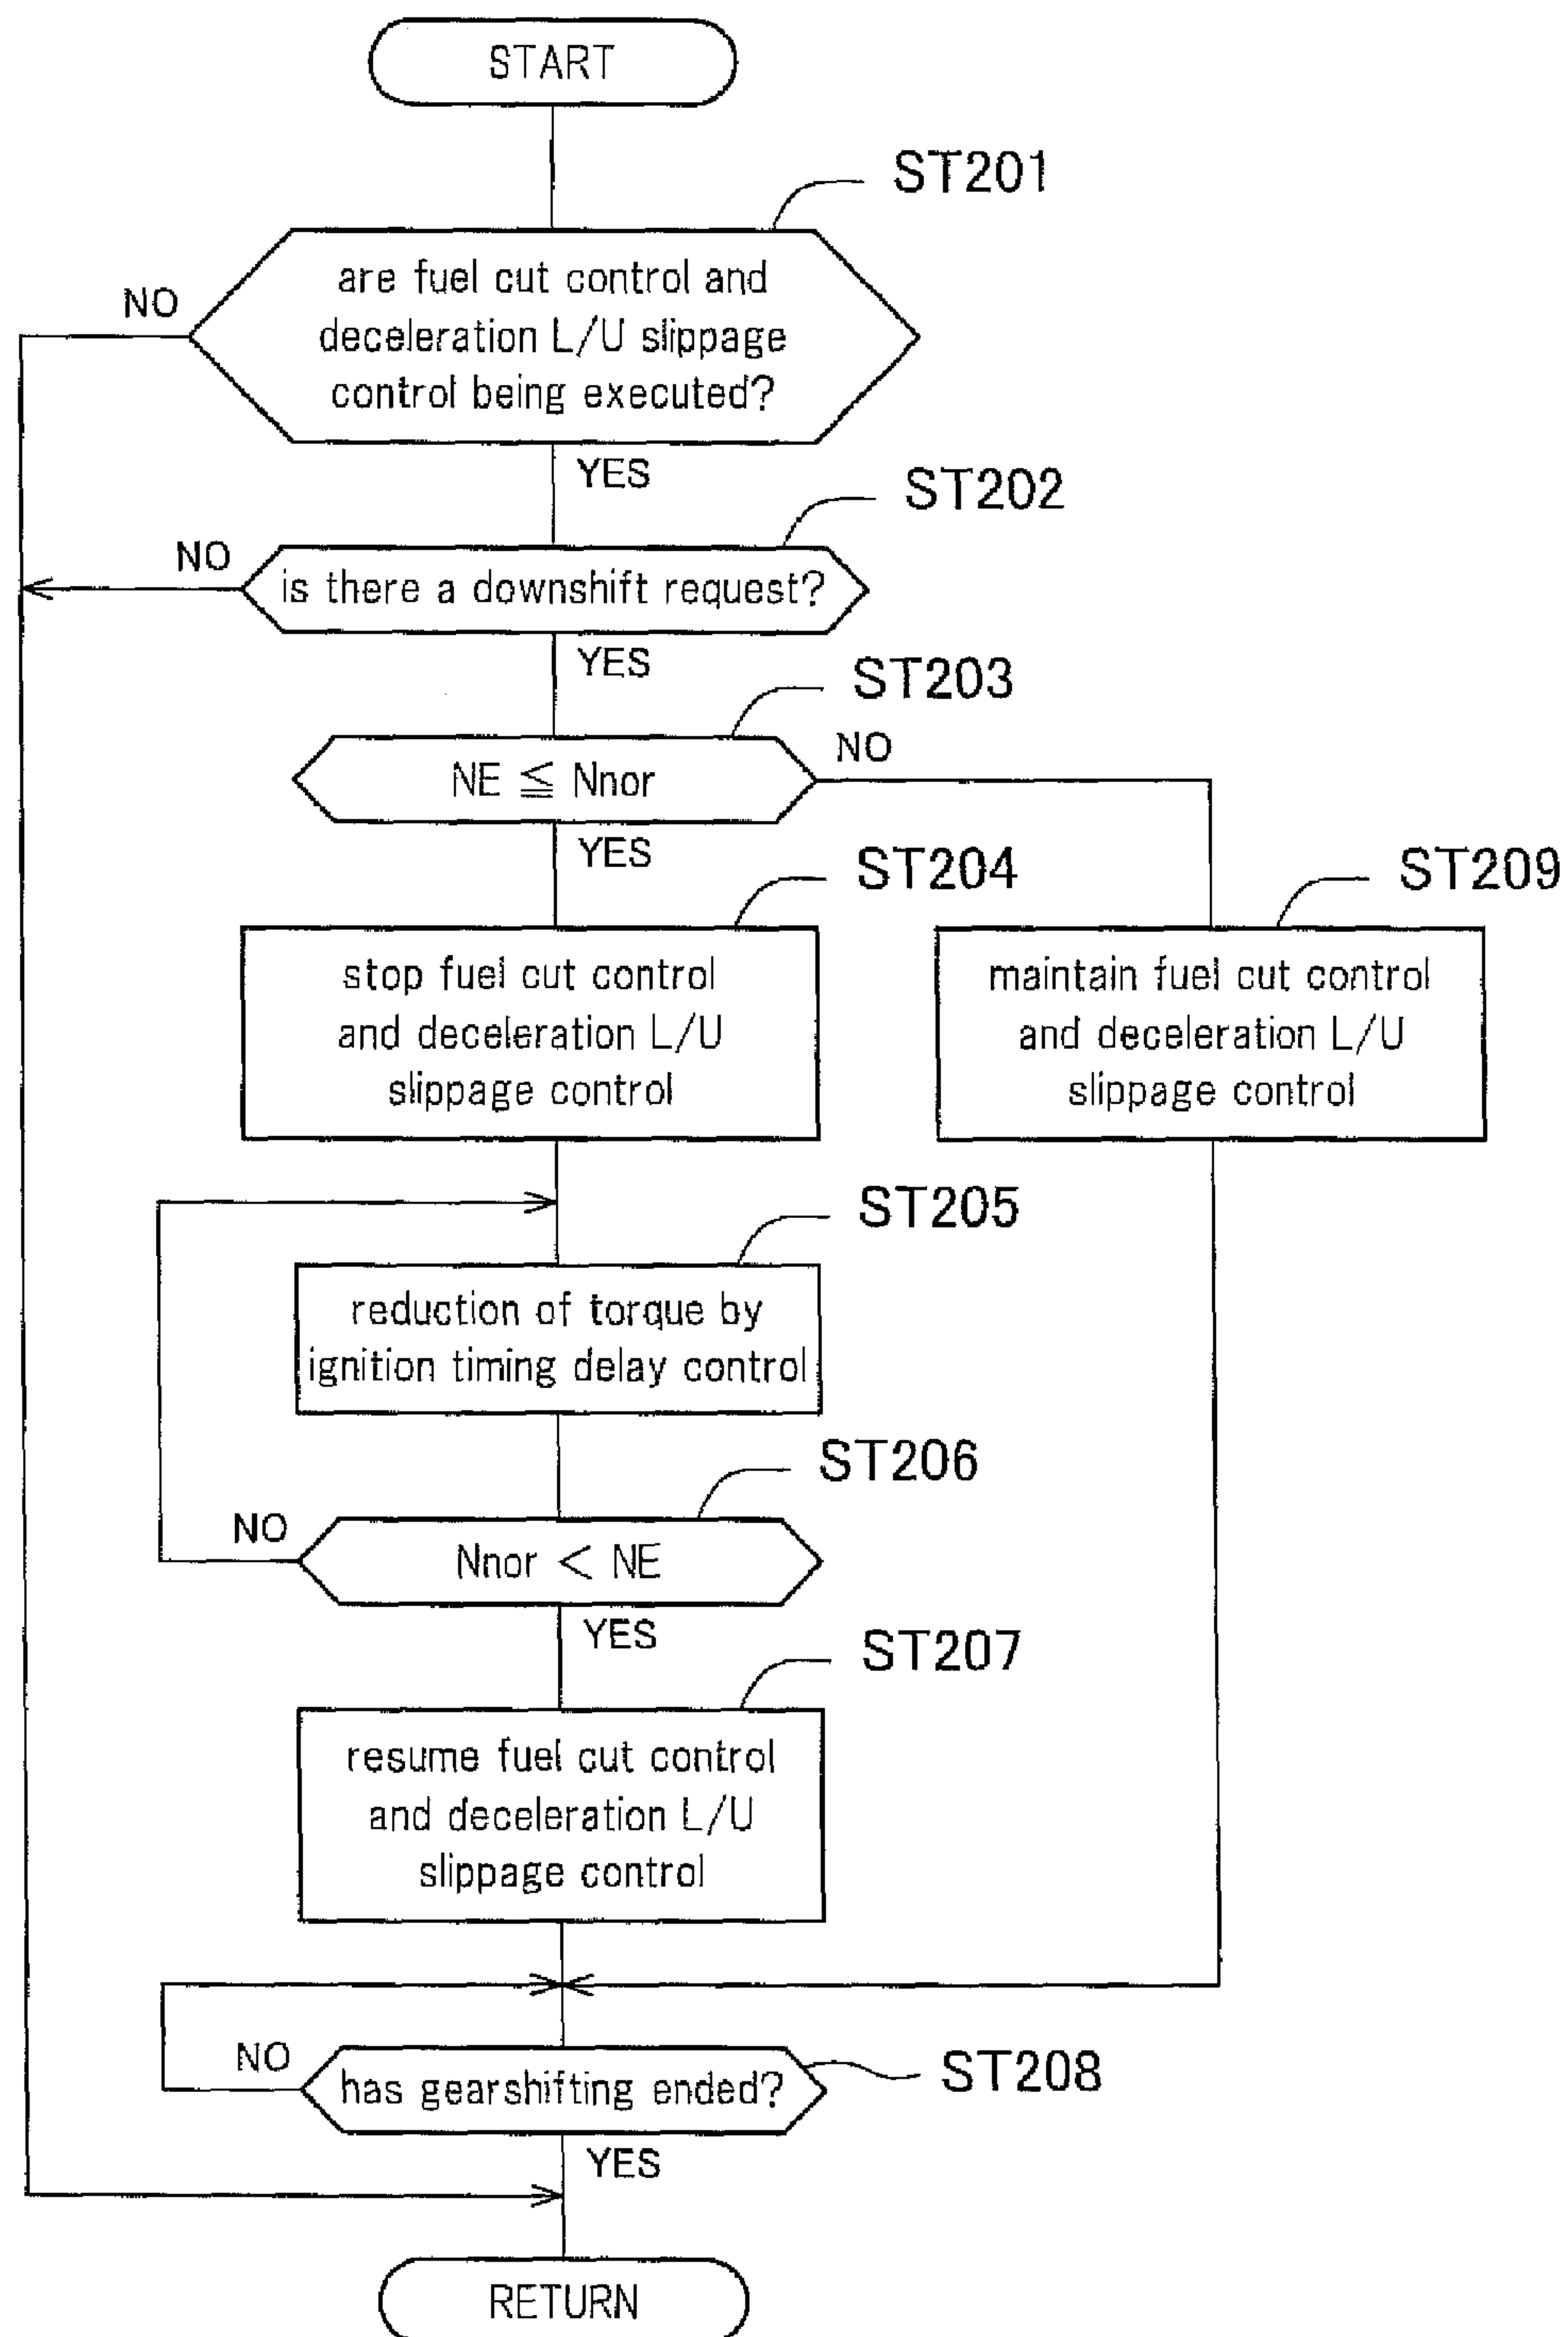 START
ST201
are fuel cut control and
deceleration L/U slippage
control being executed?
NO
YES
ST202
NO
is there a downshift request?
YES
ST203
NE ≦ Nnor
NO
YES
ST204
stop fuel cut control
and deceleration L/U
slippage control
ST209
maintain fuel cut control
and deceleration L/U
slippage control
ST205
reduction of torque by
ignition timing delay control
ST206
NO
Nnor < NE
YES
ST207
resume fuel cut control
and deceleration L/U
slippage control
NO
has gearshifting ended?
ST208
YES
RETURN